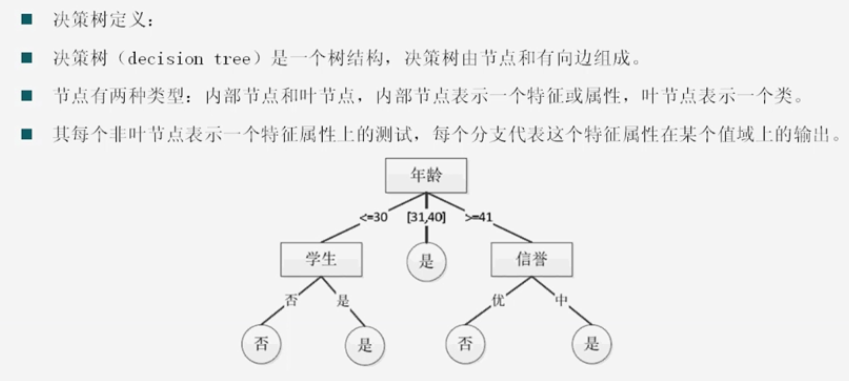 决策树定义：
决策树（decision tree）是一个树结构，决策树由节点和有向边组成。
节点有两种类型：内部节点和叶节点，内部节点表示一个特征或属性，叶节点表示一个类。
其每个非叶节点表示一个特征属性上的测试，每个分支代表这个特征属性在某个值域上的输出。
年龄
<=30 [31,40] >=41
学生 是 信誉
否 是 优 中
否 是 否 是